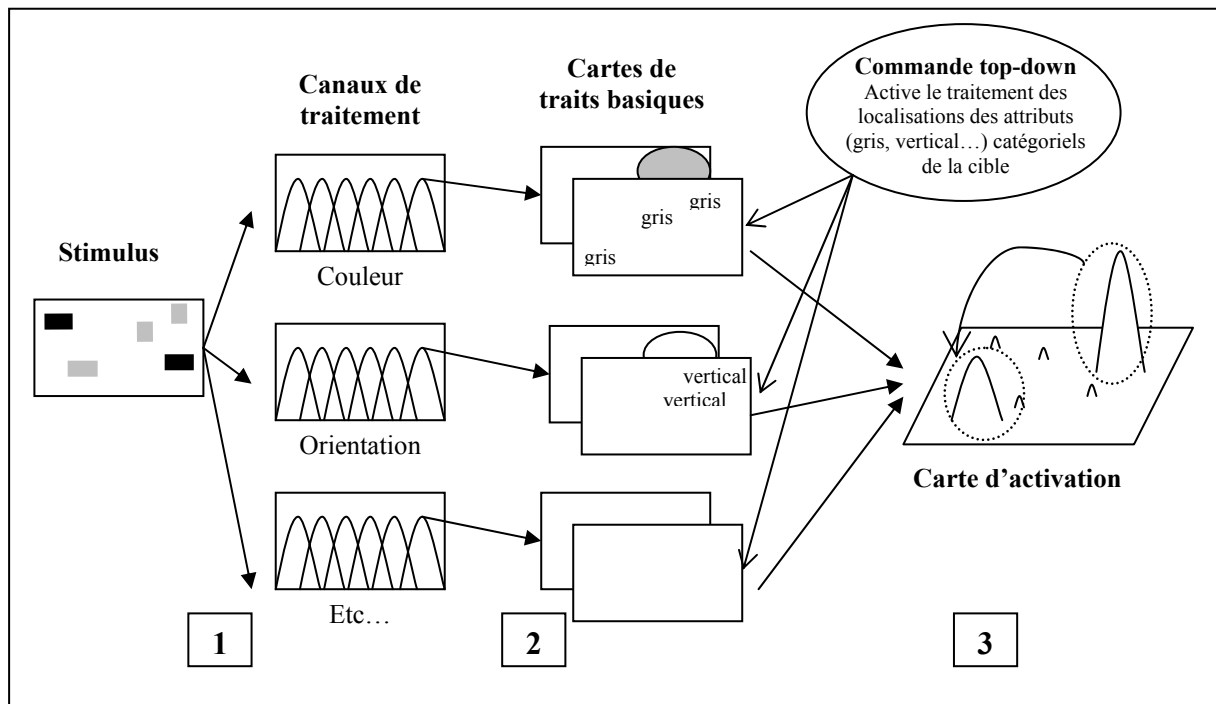 Stimulus
Canaux de
traitement
Couleur
Orientation
Etc…
Cartes de
traits basiques
gris
gris
gris
vertical
vertical
Commande top-down
Active le traitement des
localisations des attributs
(gris, vertical…) catégoriels
de la cible
Carte d’activation
1
2
3